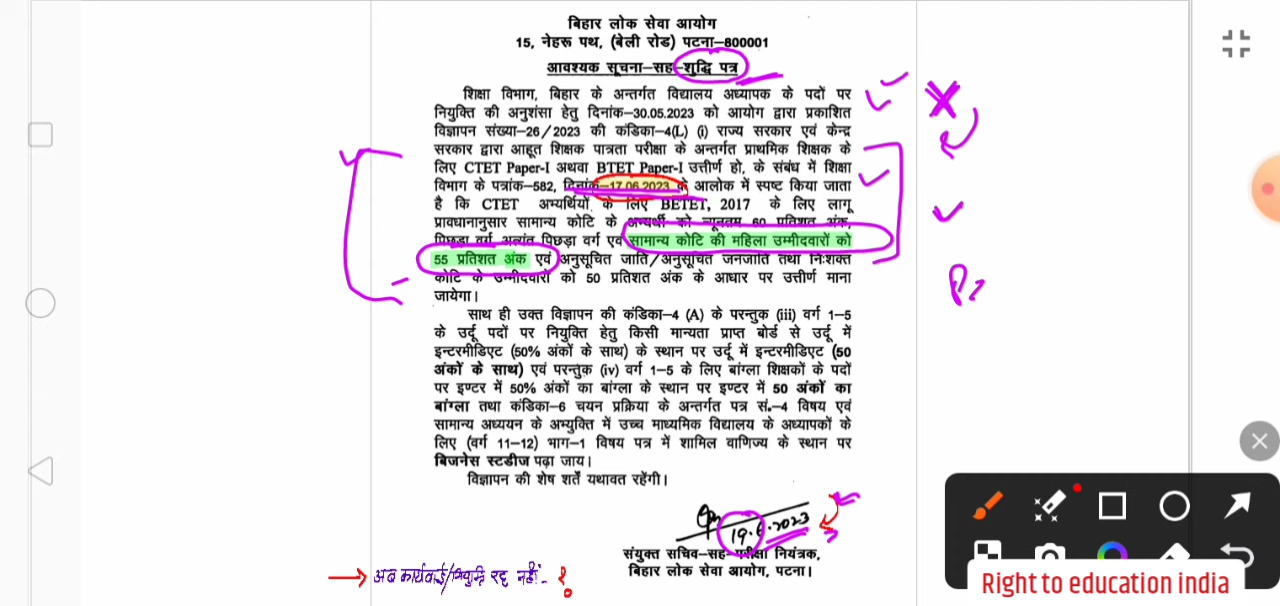 बिहार लोक सेवा आयोग
15, नेहरू पथ, (बेली रोड) पटना–800001
आवश्यक सूचना–सह–शुद्धि पत्र
शिक्षा विभाग, बिहार के अन्तर्गत विद्यालय अध्यापक के पदों पर
नियुक्ति की अनुशंसा हेतु दिनांक–30.05.2023 को आयोग द्वारा प्रकाशित
विज्ञापन संख्या–26/2023 की कंडिका–4(L) (i) राज्य सरकार एवं केन्द्र
सरकार द्वारा आहूत शिक्षक पात्रता परीक्षा के अन्तर्गत प्राथमिक शिक्षक के
लिए CTET Paper-I अथवा BTET Paper-I उत्तीर्ण हो, के संबंध में शिक्षा
विभाग के पत्रांक–582, दिनांक–17.06.2023 के आलोक में स्पष्ट किया जाता
है कि CTET अभ्यर्थियों के लिए BETET, 2017 के लिए लागू
प्रावधानानुसार सामान्य कोटि के अभ्यर्थी को न्यूनतम 60 प्रतिशत अंक,
पिछड़ा वर्ग, अत्यंत पिछड़ा वर्ग एवं सामान्य कोटि की महिला उम्मीदवारों को
55 प्रतिशत अंक एवं अनुसूचित जाति/अनुसूचित जनजाति तथा निःशक्त
कोटि के उम्मीदवारों को 50 प्रतिशत अंक के आधार पर उत्तीर्ण माना
जायेगा।
साथ ही उक्त विज्ञापन की कंडिका–4 (A) के परन्तुक (iii) वर्ग 1–5
के उर्दू पदों पर नियुक्ति हेतु किसी मान्यता प्राप्त बोर्ड से उर्दू में
इन्टरमीडिएट (50% अंकों के साथ) के स्थान पर उर्दू में इन्टरमीडिएट (50
अंकों के साथ) एवं परन्तुक (iv) वर्ग 1–5 के लिए बांग्ला शिक्षकों के पदों
पर इण्टर में 50% अंकों का बांग्ला के स्थान पर इण्टर में 50 अंकों का
बांग्ला तथा कंडिका–6 चयन प्रक्रिया के अन्तर्गत पत्र सं.–4 विषय एवं
सामान्य अध्ययन के अभ्युक्ति में उच्च माध्यमिक विद्यालय के अध्यापकों के
लिए (वर्ग 11–12) भाग–1 विषय पत्र में शामिल वाणिज्य के स्थान पर
बिजनेस स्टडीज पढ़ा जाय।
विज्ञापन की शेष शर्तें यथावत रहेंगी।
19.6.2023
संयुक्त सचिव–सह–परीक्षा नियंत्रक,
बिहार लोक सेवा आयोग, पटना।
अब कार्यवाई/नियुक्ति रद्द नहीं
Right to education india